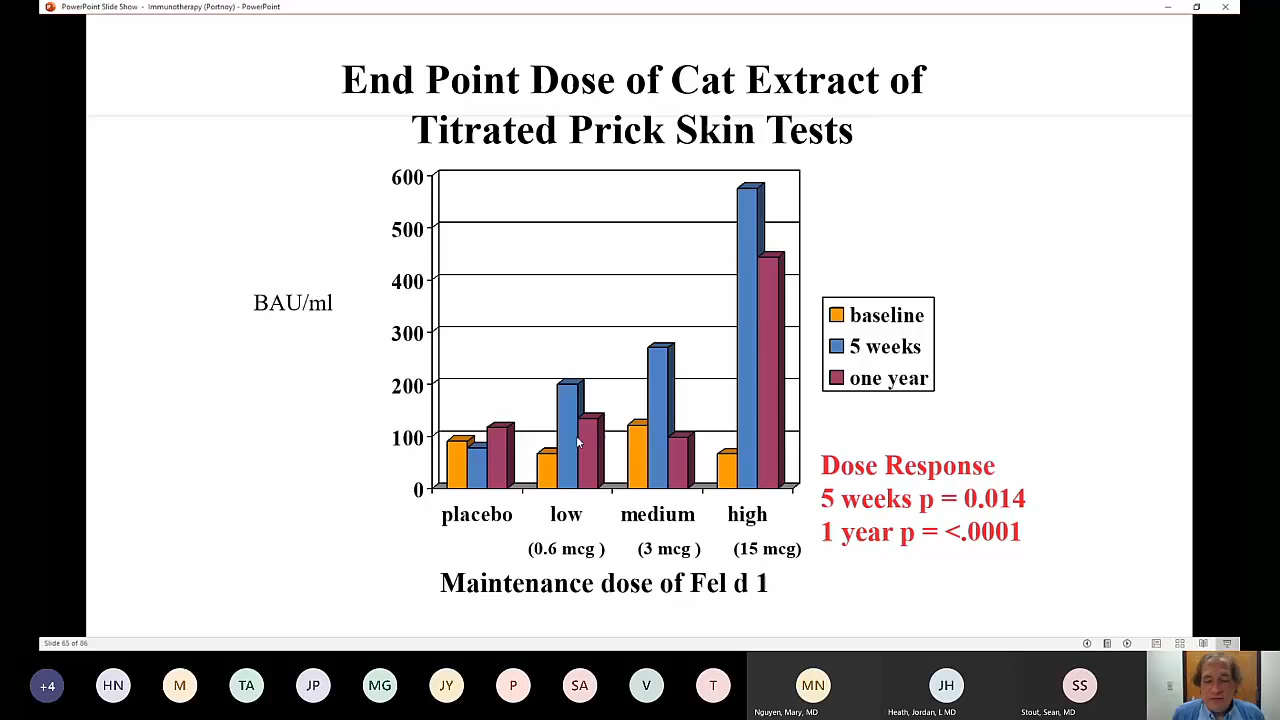 PowerPoint Slide Show - Immunotherapy (Portnoy) - PowerPoint
End Point Dose of Cat Extract of
Titrated Prick Skin Tests
600
500
400
300
200
100
0
BAU/ml
baseline
5 weeks
one year
placebo
low
medium
high
(0.6 mcg )
(3 mcg )
(15 mcg)
Maintenance dose of Fel d 1
Dose Response
5 weeks p = 0.014
1 year p = <.0001
Slide 65 of 86
+4
HN
M
TA
JP
MG
JY
P
SA
V
T
MN
JH
SS
Nguyen, Mary, MD
Heath, Jordan, L MD
Stout, Sean, MD